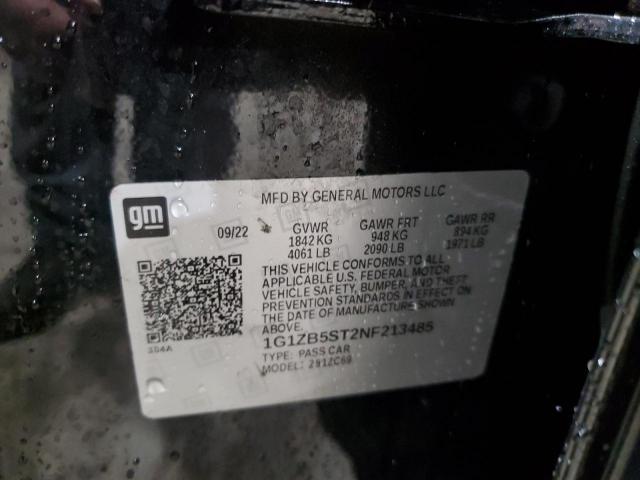 MFD BY GENERAL MOTORS LLC
gm
09/22
GVWR GAWR FRT GAWR RR
1842 KG 948 KG 894 KG
4061 LB 2090 LB 1971 LB
THIS VEHICLE CONFORMS TO ALL
APPLICABLE U.S. FEDERAL MOTOR
VEHICLE SAFETY, BUMPER, AND THEFT
PREVENTION STANDARDS IN EFFECT ON
THE DATE OF MANUFACTURE SHOWN
ABOVE.
1G1ZB5ST2NF213485
TYPE: PASS CAR
MODEL: 291ZC69
384A